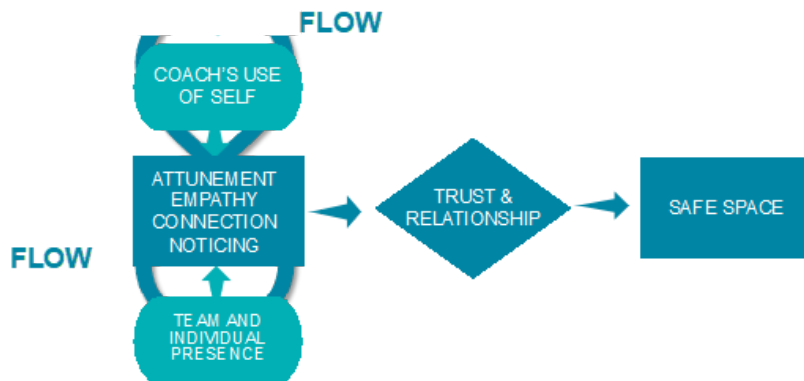 FLOW
COACH'S USE
OF SELF
ATTUNEMENT
EMPATHY
CONNECTION
NOTICING
TRUST &
RELATIONSHIP
SAFE SPACE
FLOW
TEAM AND
INDIVIDUAL
PRESENCE